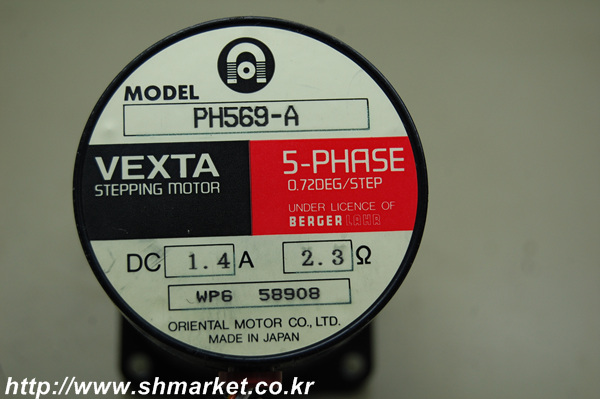 MODEL
PH569-A
VEXTA
STEPPING MOTOR
5-PHASE
0.72DEG/STEP
UNDER LICENCE OF
BERGER LAHR
DC 1.4 A 2.3 Ω
WP6 58908
ORIENTAL MOTOR CO., LTD.
MADE IN JAPAN
http://www.shmarket.co.kr